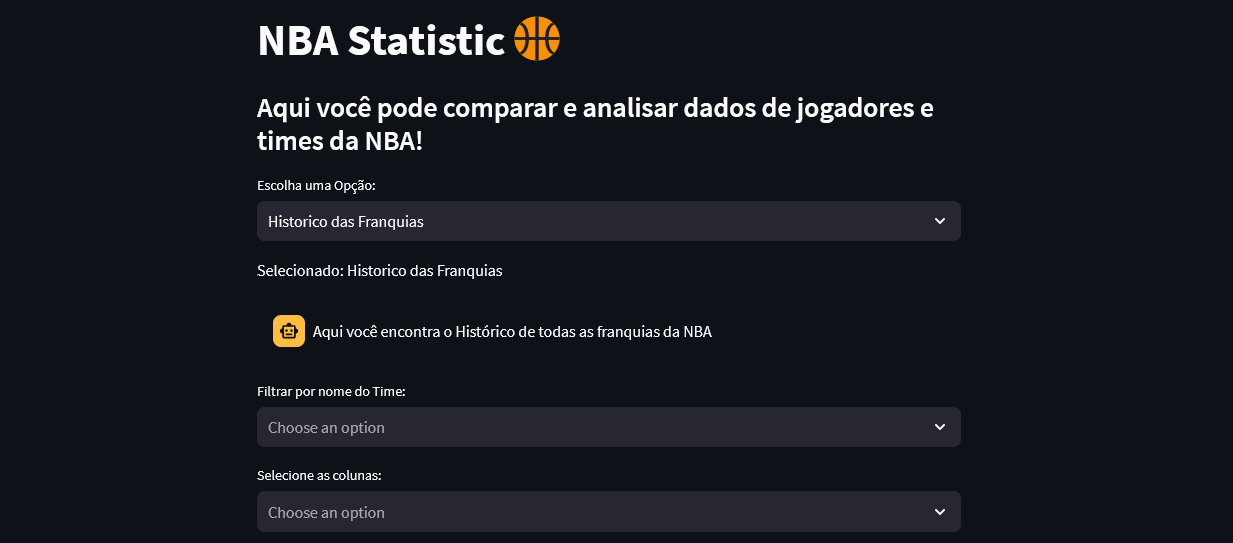 NBA Statistic
Aqui você pode comparar e analisar dados de jogadores e
times da NBA!
Escolha uma Opção:
Historico das Franquias
Selecionado: Historico das Franquias
Aqui você encontra o Histórico de todas as franquias da NBA
Filtrar por nome do Time:
Choose an option
Selecione as colunas:
Choose an option